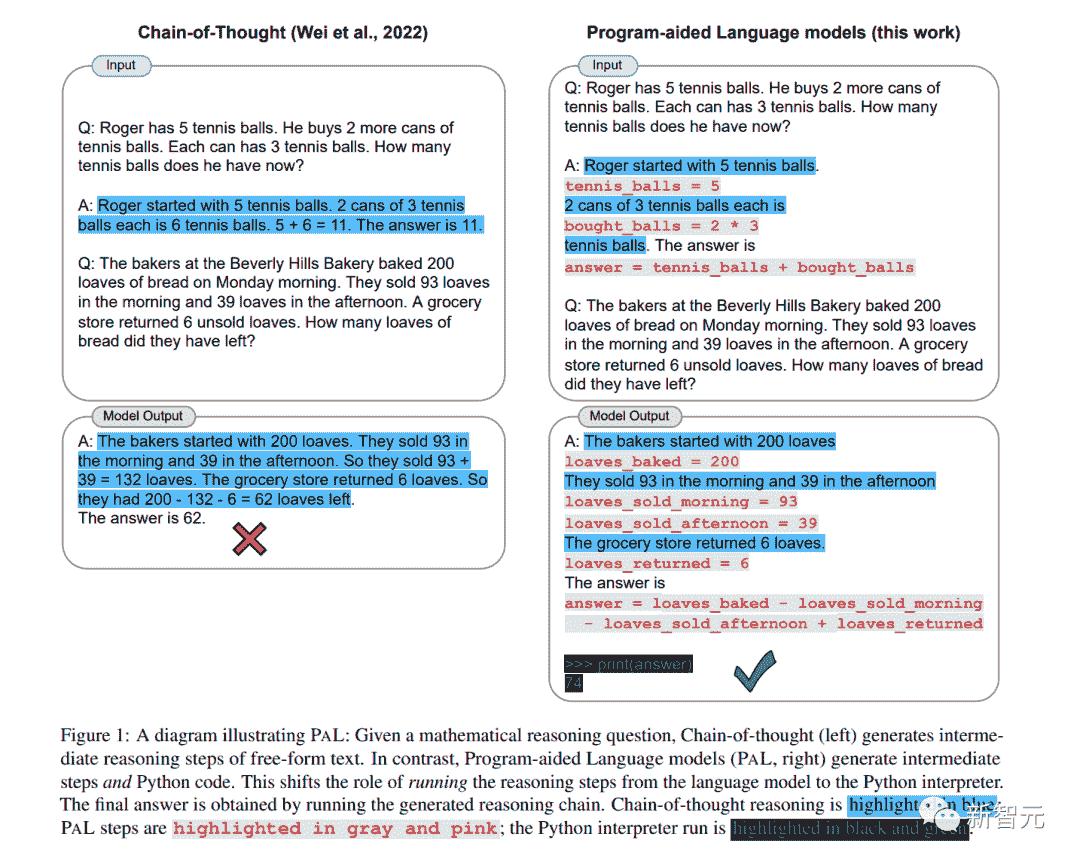 Chain-of-Thought (Wei et al., 2022)
Input
Q: Roger has 5 tennis balls. He buys 2 more cans of
tennis balls. Each can has 3 tennis balls. How many
tennis balls does he have now?
A: Roger started with 5 tennis balls. 2 cans of 3 tennis
balls each is 6 tennis balls. 5 + 6 = 11. The answer is 11.
Q: The bakers at the Beverly Hills Bakery baked 200
loaves of bread on Monday morning. They sold 93 loaves
in the morning and 39 loaves in the afternoon. A grocery
store returned 6 unsold loaves. How many loaves of
bread did they have left?
Model Output
A: The bakers started with 200 loaves. They sold 93 in
the morning and 39 in the afternoon. So they sold 93 +
39 = 132 loaves. The grocery store returned 6 loaves. So
they had 200 - 132 - 6 = 62 loaves left.
The answer is 62.
Program-aided Language models (this work)
Input
Q: Roger has 5 tennis balls. He buys 2 more cans of
tennis balls. Each can has 3 tennis balls. How many
tennis balls does he have now?
A: Roger started with 5 tennis balls.
tennis_balls = 5
2 cans of 3 tennis balls each is
bought_balls = 2 * 3
tennis balls. The answer is
answer = tennis_balls + bought_balls
Q: The bakers at the Beverly Hills Bakery baked 200
loaves of bread on Monday morning. They sold 93 loaves
in the morning and 39 loaves in the afternoon. A grocery
store returned 6 unsold loaves. How many loaves of bread
did they have left?
Model Output
A: The bakers started with 200 loaves
loaves_baked = 200
They sold 93 in the morning and 39 in the afternoon
loaves_sold_morning = 93
loaves_sold_afternoon = 39
The grocery store returned 6 loaves.
loaves_returned = 6
The answer is
answer = loaves_baked - loaves_sold_morning
- loaves_sold_afternoon + loaves_returned
>>> print(answer)
74
Figure 1: A diagram illustrating PAL: Given a mathematical reasoning question, Chain-of-thought (left) generates interme-
diate reasoning steps of free-form text. In contrast, Program-aided Language models (PAL, right) generate intermediate
steps and Python code. This shifts the role of running the reasoning steps from the language model to the Python interpreter.
The final answer is obtained by running the generated reasoning chain. Chain-of-thought reasoning is highlighted in blue;
PAL steps are highlighted in gray and pink; the Python interpreter run is highlighted in black and green.
新智元